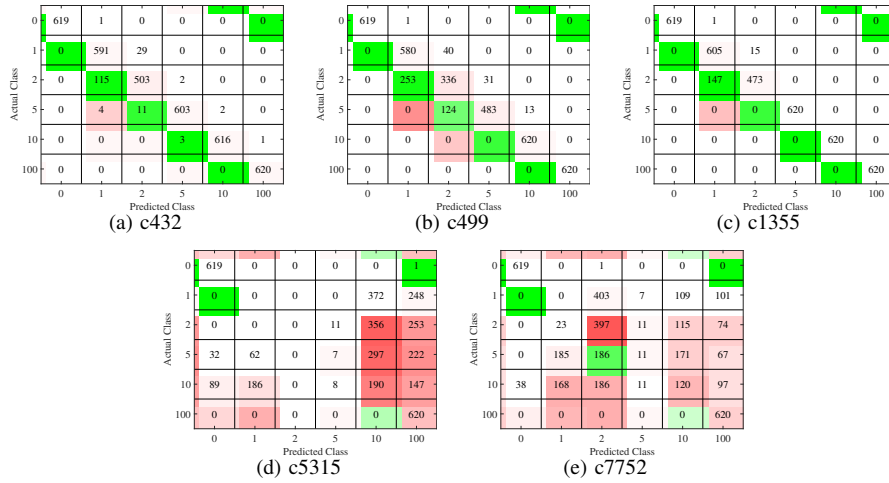 0 619 1 0 0 0 0
1 0 591 29 0 0 0
2 0 115 503 2 0 0
5 0 4 11 603 2 0
10 0 0 0 3 616 1
100 0 0 0 0 0 620
0 1 2 5 10 100
Actual Class
Predicted Class
(a) c432
0 619 1 0 0 0 0
1 0 580 40 0 0 0
2 0 253 336 31 0 0
5 0 0 124 483 13 0
10 0 0 0 0 620 0
100 0 0 0 0 0 620
0 1 2 5 10 100
Actual Class
Predicted Class
(b) c499
0 619 1 0 0 0 0
1 0 605 15 0 0 0
2 0 147 473 0 0 0
5 0 0 0 620 0 0
10 0 0 0 0 620 0
100 0 0 0 0 0 620
0 1 2 5 10 100
Actual Class
Predicted Class
(c) c1355
0 619 0 0 0 0 1
1 0 0 0 0 372 248
2 0 0 0 11 356 253
5 32 62 0 7 297 222
10 89 186 0 8 190 147
100 0 0 0 0 0 620
0 1 2 5 10 100
Actual Class
Predicted Class
(d) c5315
0 619 0 1 0 0 0
1 0 0 403 7 109 101
2 0 23 397 11 115 74
5 0 185 186 11 171 67
10 38 168 186 11 120 97
100 0 0 0 0 0 620
0 1 2 5 10 100
Actual Class
Predicted Class
(e) c7752